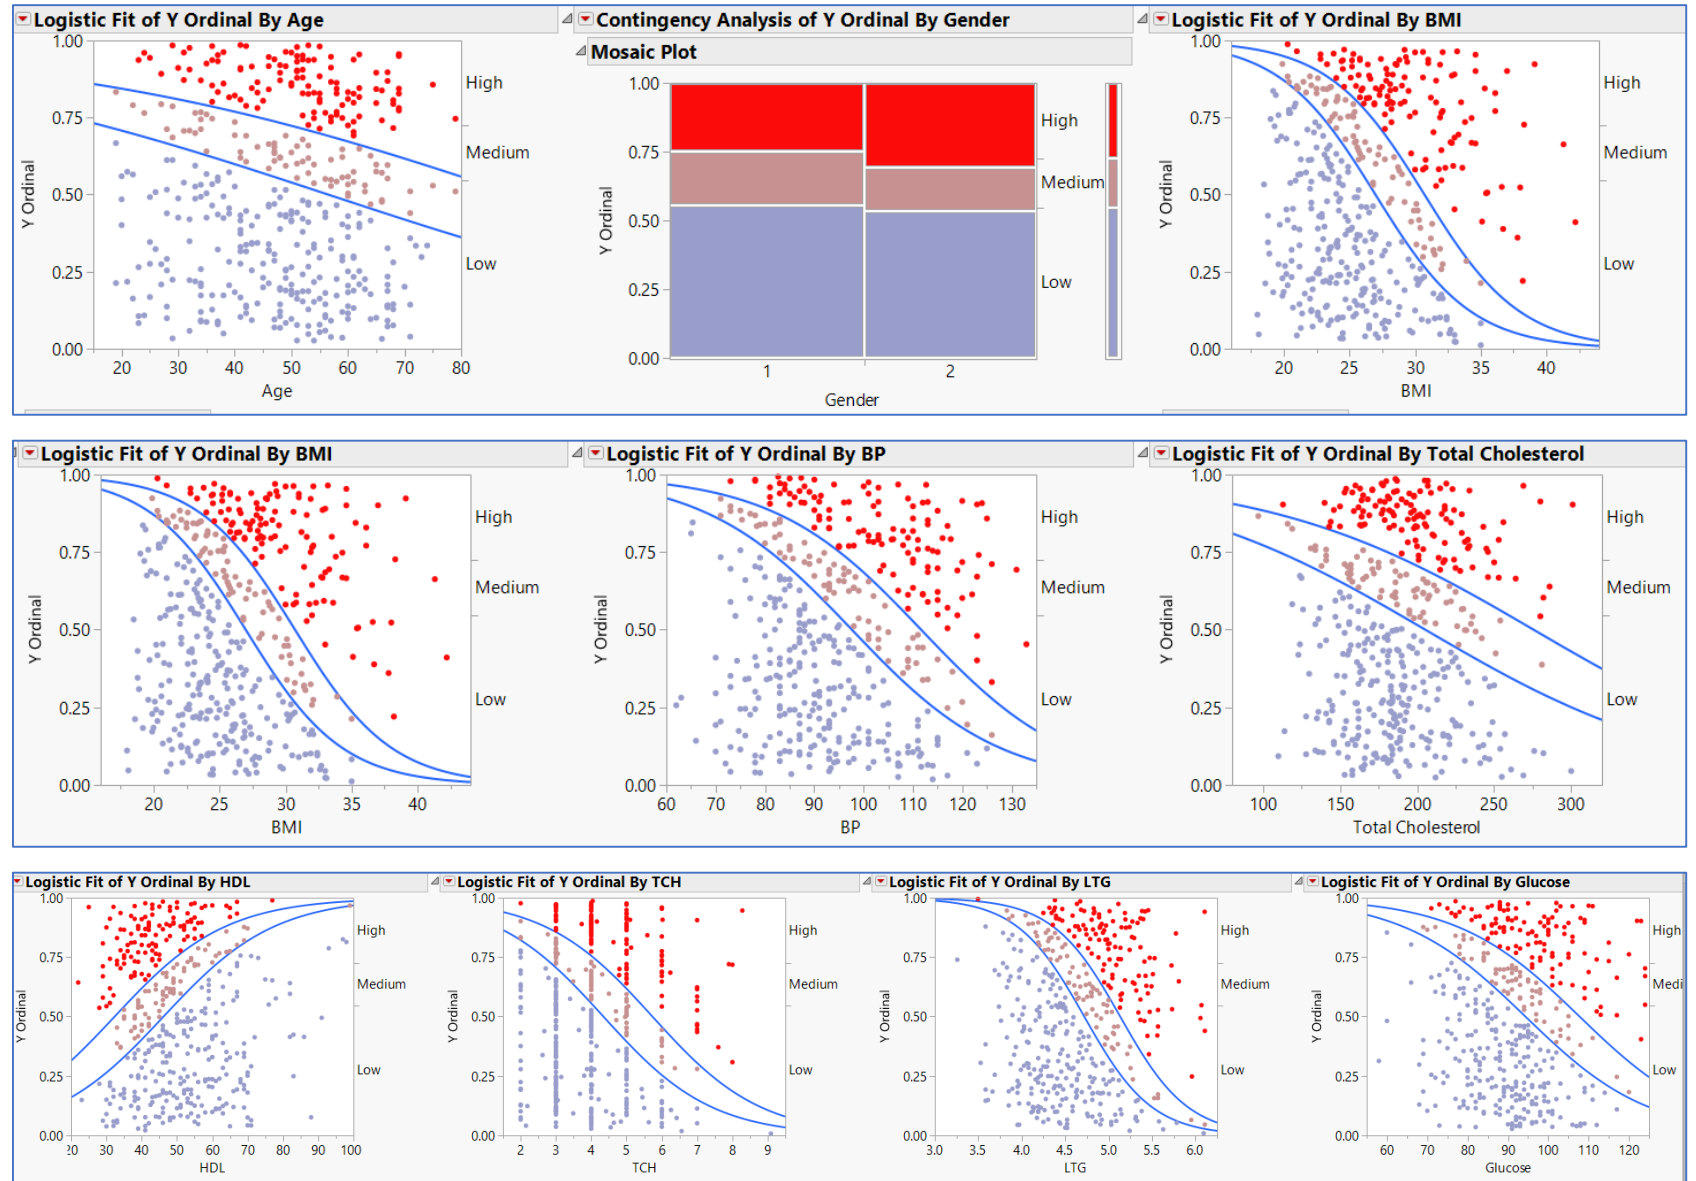 Logistic Fit of Y Ordinal By Age
1.00
0.75
0.50
0.25
0.00
Y Ordinal
High
Medium
Low
20 30 40 50 60 70 80
Age
Contingency Analysis of Y Ordinal By Gender
Mosaic Plot
1.00
0.75
0.50
0.25
0.00
Y Ordinal
High
Medium
Low
1 2
Gender
Logistic Fit of Y Ordinal By BMI
1.00
0.75
0.50
0.25
0.00
Y Ordinal
High
Medium
Low
20 25 30 35 40
BMI
Logistic Fit of Y Ordinal By BMI
1.00
0.75
0.50
0.25
0.00
Y Ordinal
High
Medium
Low
20 25 30 35 40
BMI
Logistic Fit of Y Ordinal By BP
1.00
0.75
0.50
0.25
0.00
Y Ordinal
High
Medium
Low
60 70 80 90 100 110 120 130
BP
Logistic Fit of Y Ordinal By Total Cholesterol
1.00
0.75
0.50
0.25
0.00
Y Ordinal
High
Medium
Low
100 150 200 250 300
Total Cholesterol
Logistic Fit of Y Ordinal By HDL
1.00
0.75
0.50
0.25
0.00
Y Ordinal
High
Medium
Low
20 30 40 50 60 70 80 90 100
HDL
Logistic Fit of Y Ordinal By TCH
1.00
0.75
0.50
0.25
0.00
Y Ordinal
High
Medium
Low
2 3 4 5 6 7 8 9
TCH
Logistic Fit of Y Ordinal By LTG
1.00
0.75
0.50
0.25
0.00
Y Ordinal
High
Medium
Low
3.0 3.5 4.0 4.5 5.0 5.5 6.0
LTG
Logistic Fit of Y Ordinal By Glucose
1.00
0.75
0.50
0.25
0.00
Y Ordinal
High
Medi
Low
60 70 80 90 100 110 120
Glucose